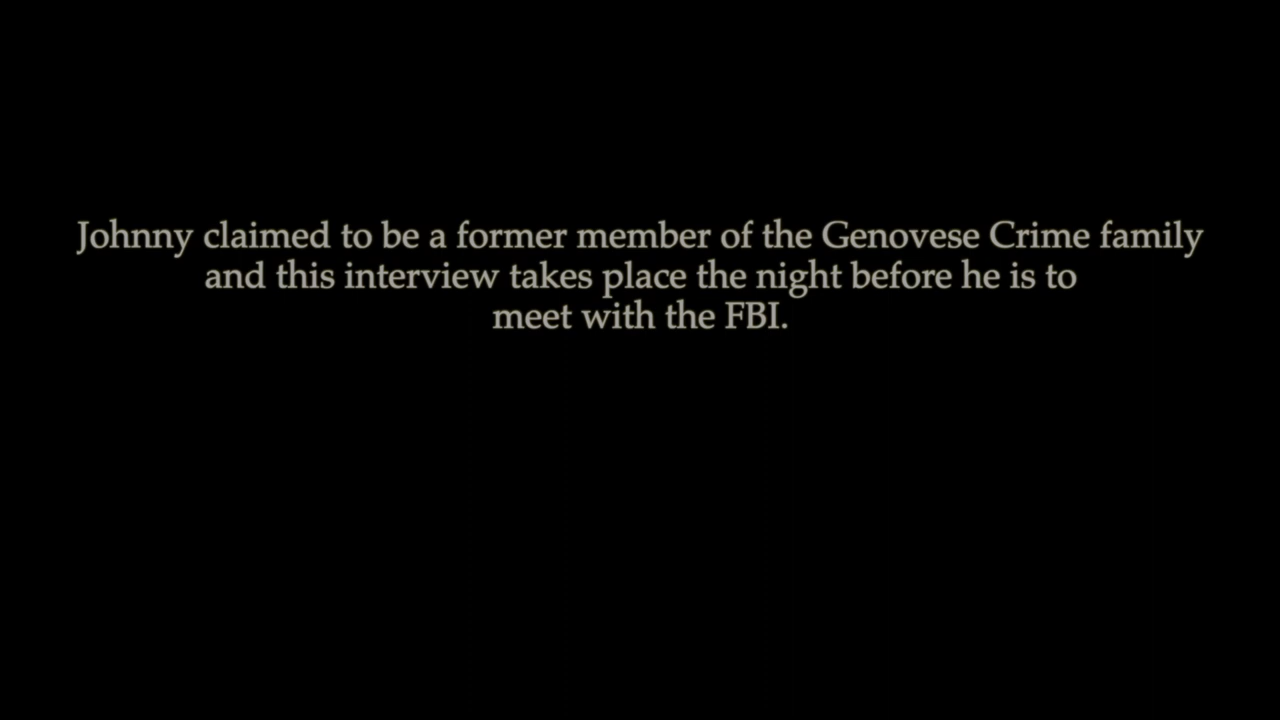 Johnny claimed to be a former member of the Genovese Crime family
and this interview takes place the night before he is to
meet with the FBI.